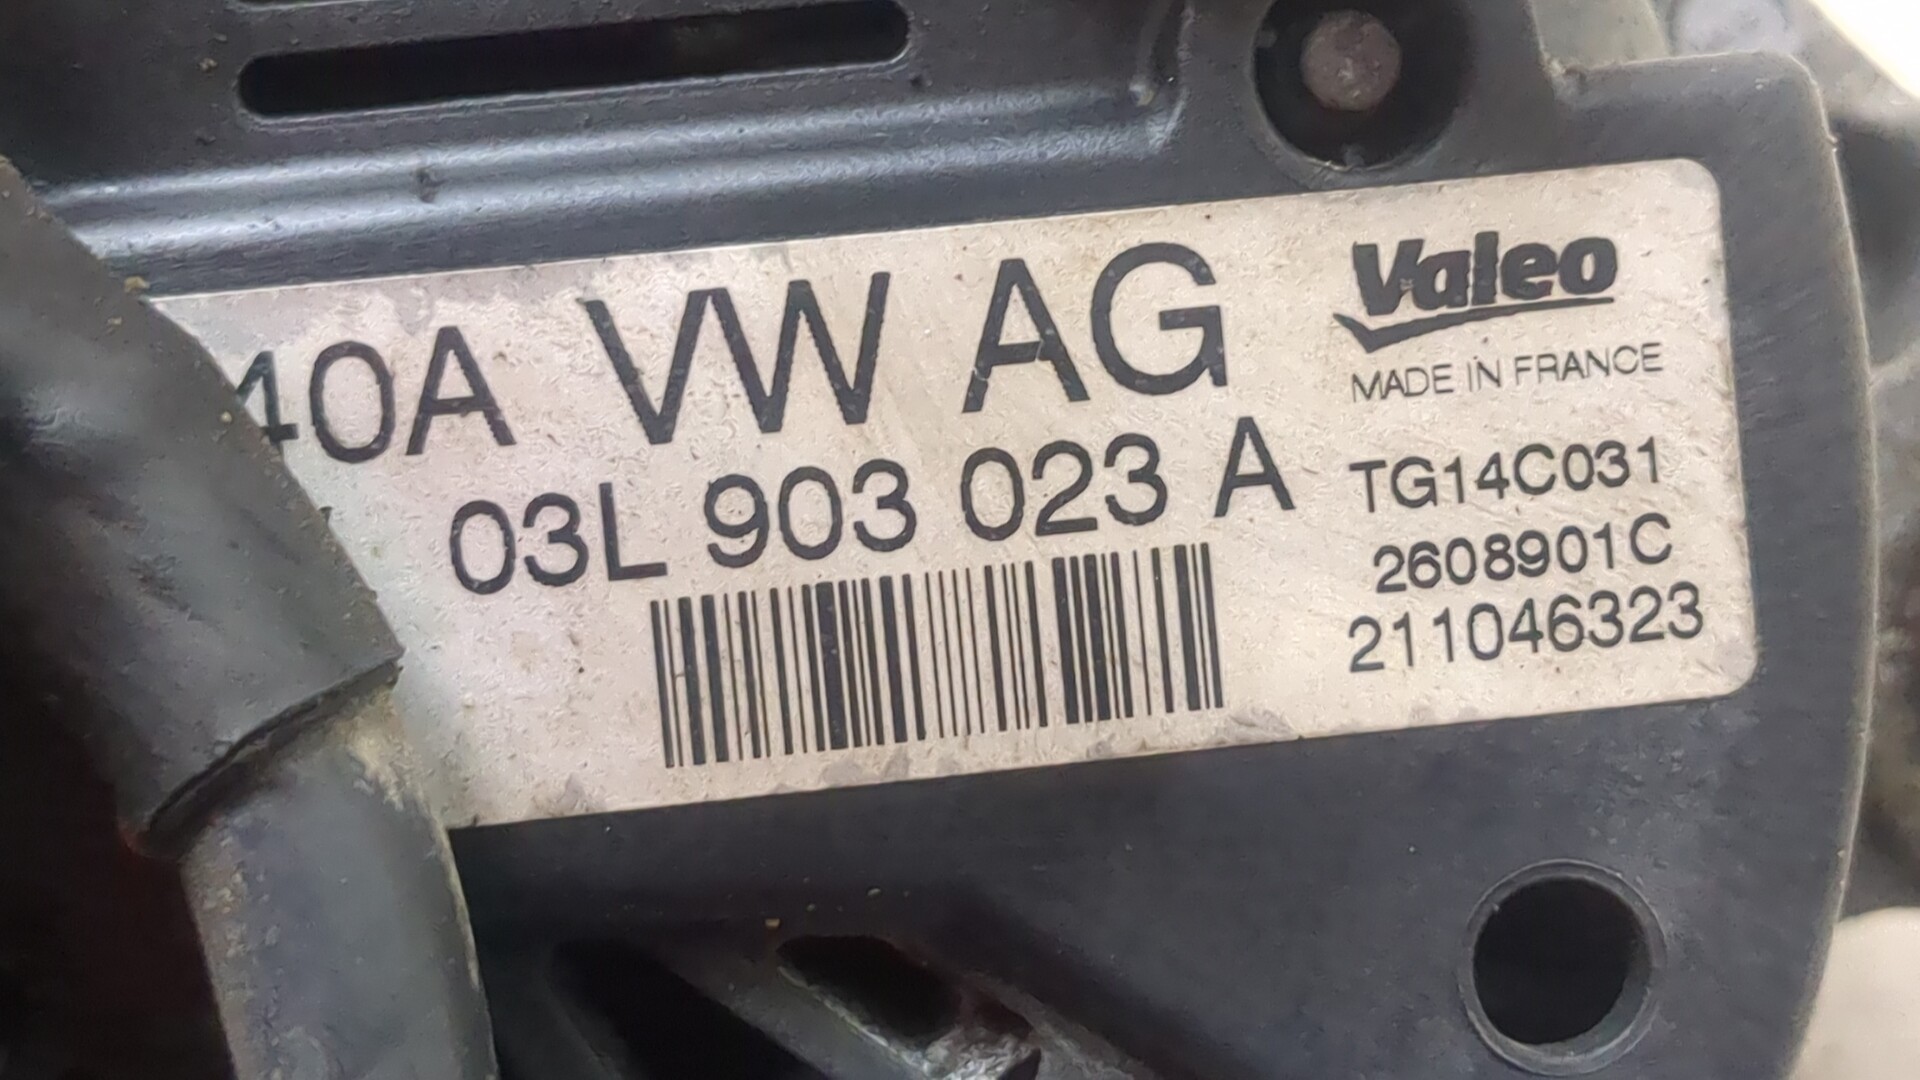 40A VW AG
03L 903 023 A
Valeo
MADE IN FRANCE
TG14C031
2608901C
211046323